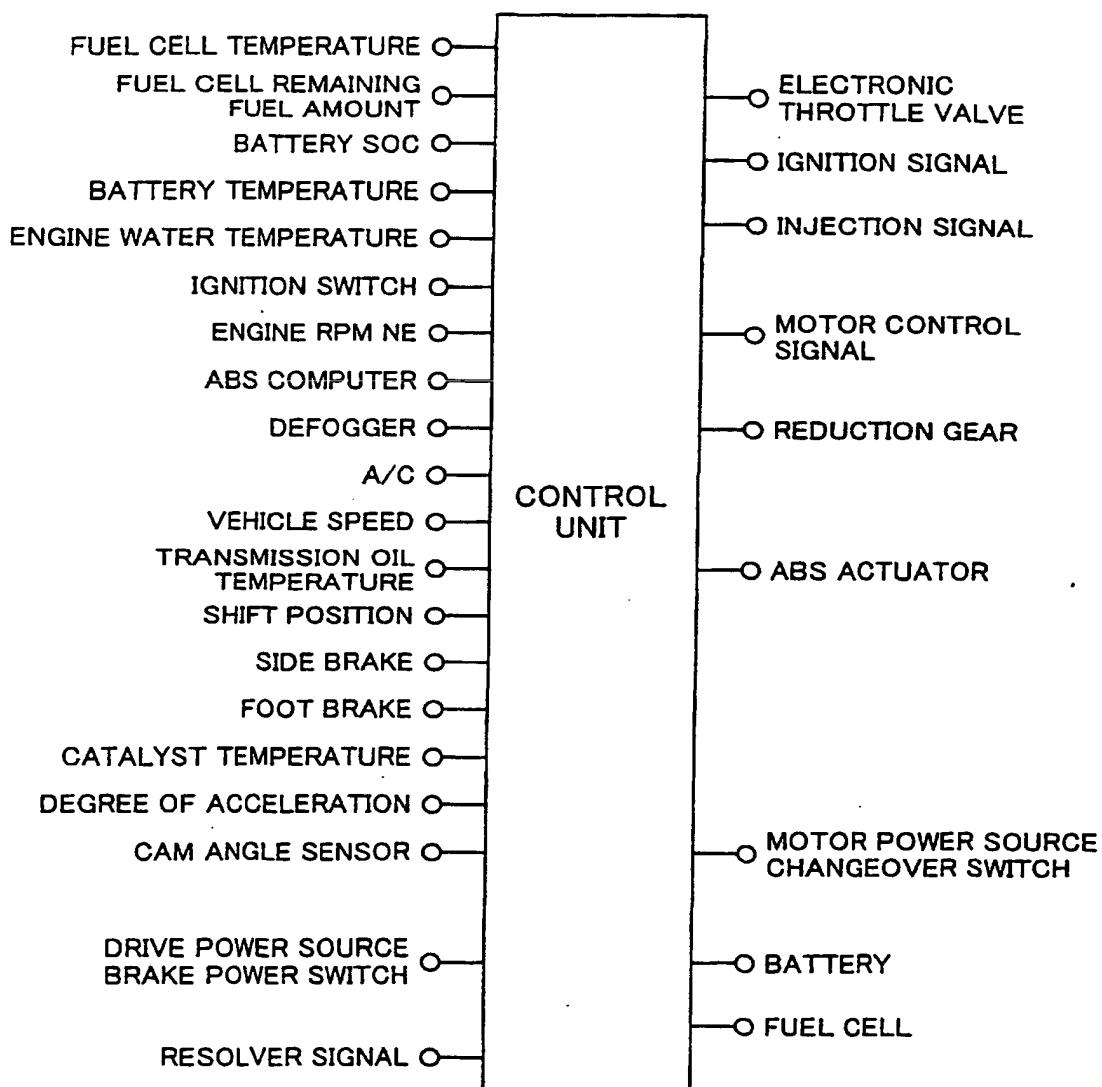 FUEL CELL TEMPERATURE
FUEL CELL REMAINING
FUEL AMOUNT
BATTERY SOC
BATTERY TEMPERATURE
ENGINE WATER TEMPERATURE
IGNITION SWITCH
ENGINE RPM NE
ABS COMPUTER
DEFOGGER
A/C
VEHICLE SPEED
TRANSMISSION OIL
TEMPERATURE
SHIFT POSITION
SIDE BRAKE
FOOT BRAKE
CATALYST TEMPERATURE
DEGREE OF ACCELERATION
CAM ANGLE SENSOR
DRIVE POWER SOURCE
BRAKE POWER SWITCH
RESOLVER SIGNAL
CONTROL
UNIT
ELECTRONIC
THROTTLE VALVE
IGNITION SIGNAL
INJECTION SIGNAL
MOTOR CONTROL
SIGNAL
REDUCTION GEAR
ABS ACTUATOR
MOTOR POWER SOURCE
CHANGEOVER SWITCH
BATTERY
FUEL CELL